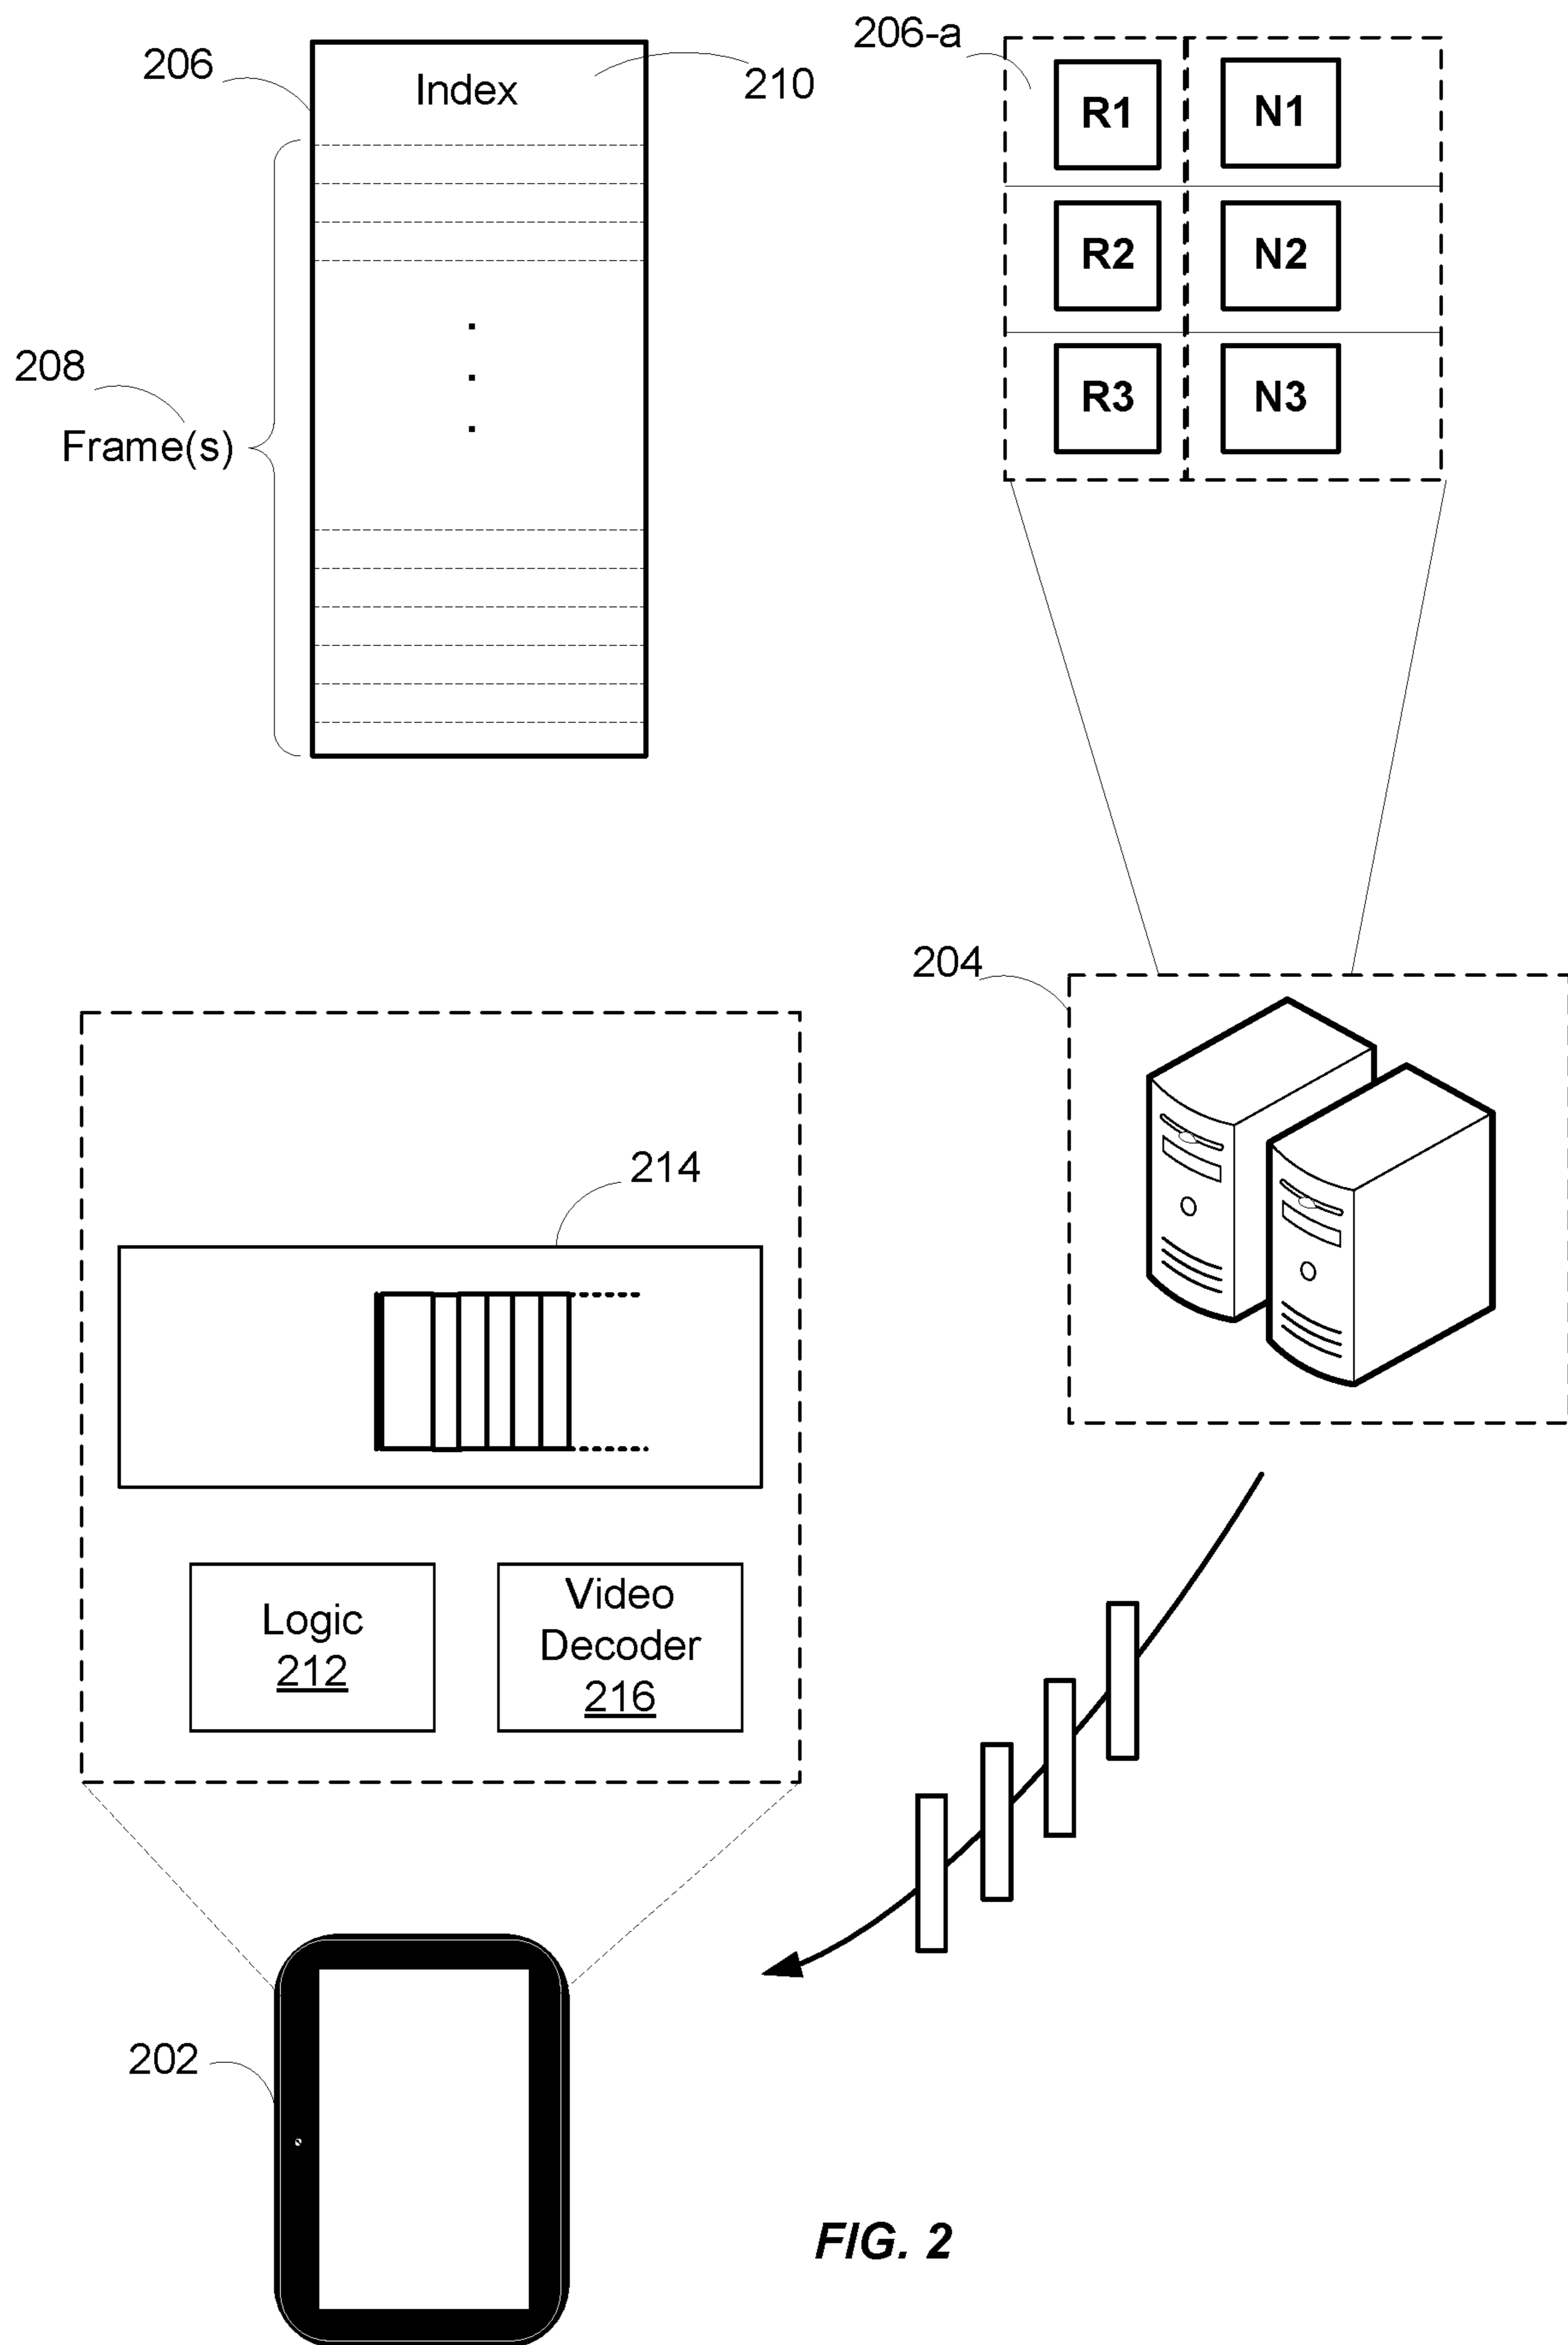 206
Index
210
208
Frame(s)
206-a
R1
N1
R2
N2
R3
N3
204
214
Logic
212
Video
Decoder
216
202
FIG. 2